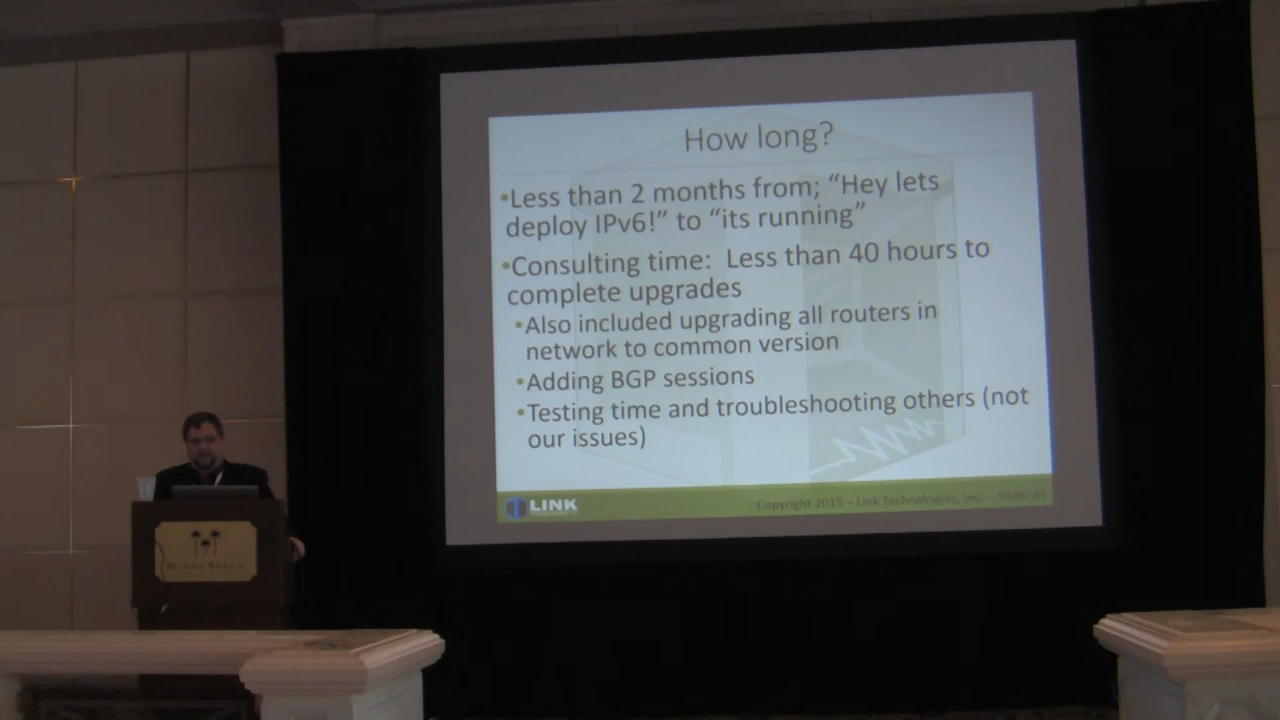 How long?
•Less than 2 months from; “Hey lets
deploy IPv6!” to “its running”
•Consulting time: Less than 40 hours to
complete upgrades
•Also included upgrading all routers in
network to common version
•Adding BGP sessions
•Testing time and troubleshooting others (not
our issues)
LINK
Copyright 2015 – Link Technologies, Inc. -- Slide: 45
MIAMI BEACH